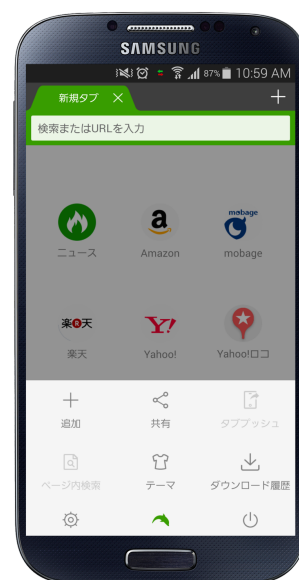 SAMSUNG
87% 10:59 AM
新規タブ
検索またはURLを入力
a
mobage
ニュース Amazon mobage
楽R天 Y!
楽天 Yahoo! Yahoo!ロコ
追加 共有 タブプッシュ
ページ内検索 テーマ ダウンロード履歴